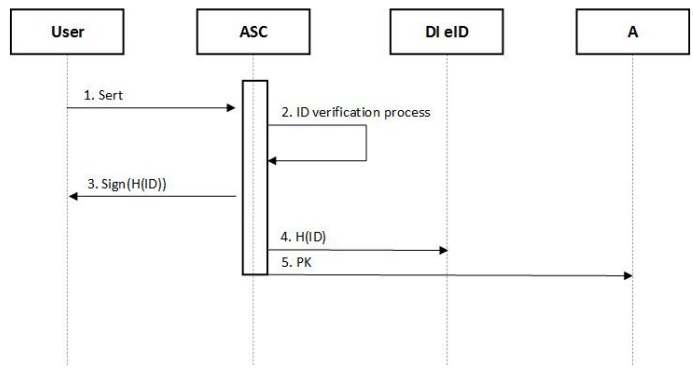 User
ASC
DI eID
A
1. Sert
2. ID verification process
3. Sign(H(ID))
4. H(ID)
5. PK